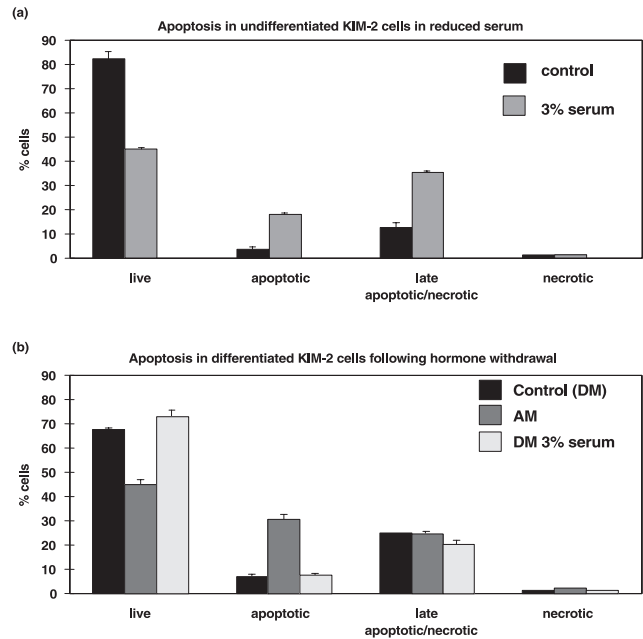 (a)
Apoptosis in undifferentiated KIM-2 cells in reduced serum
90
80
70
60
50
40
30
20
10
0
% cells
control
3% serum
live
apoptotic
late
apoptotic/necrotic
necrotic
(b)
Apoptosis in differentiated KIM-2 cells following hormone withdrawal
90
80
70
60
50
40
30
20
10
0
% cells
Control (DM)
AM
DM 3% serum
live
apoptotic
late
apoptotic/necrotic
necrotic